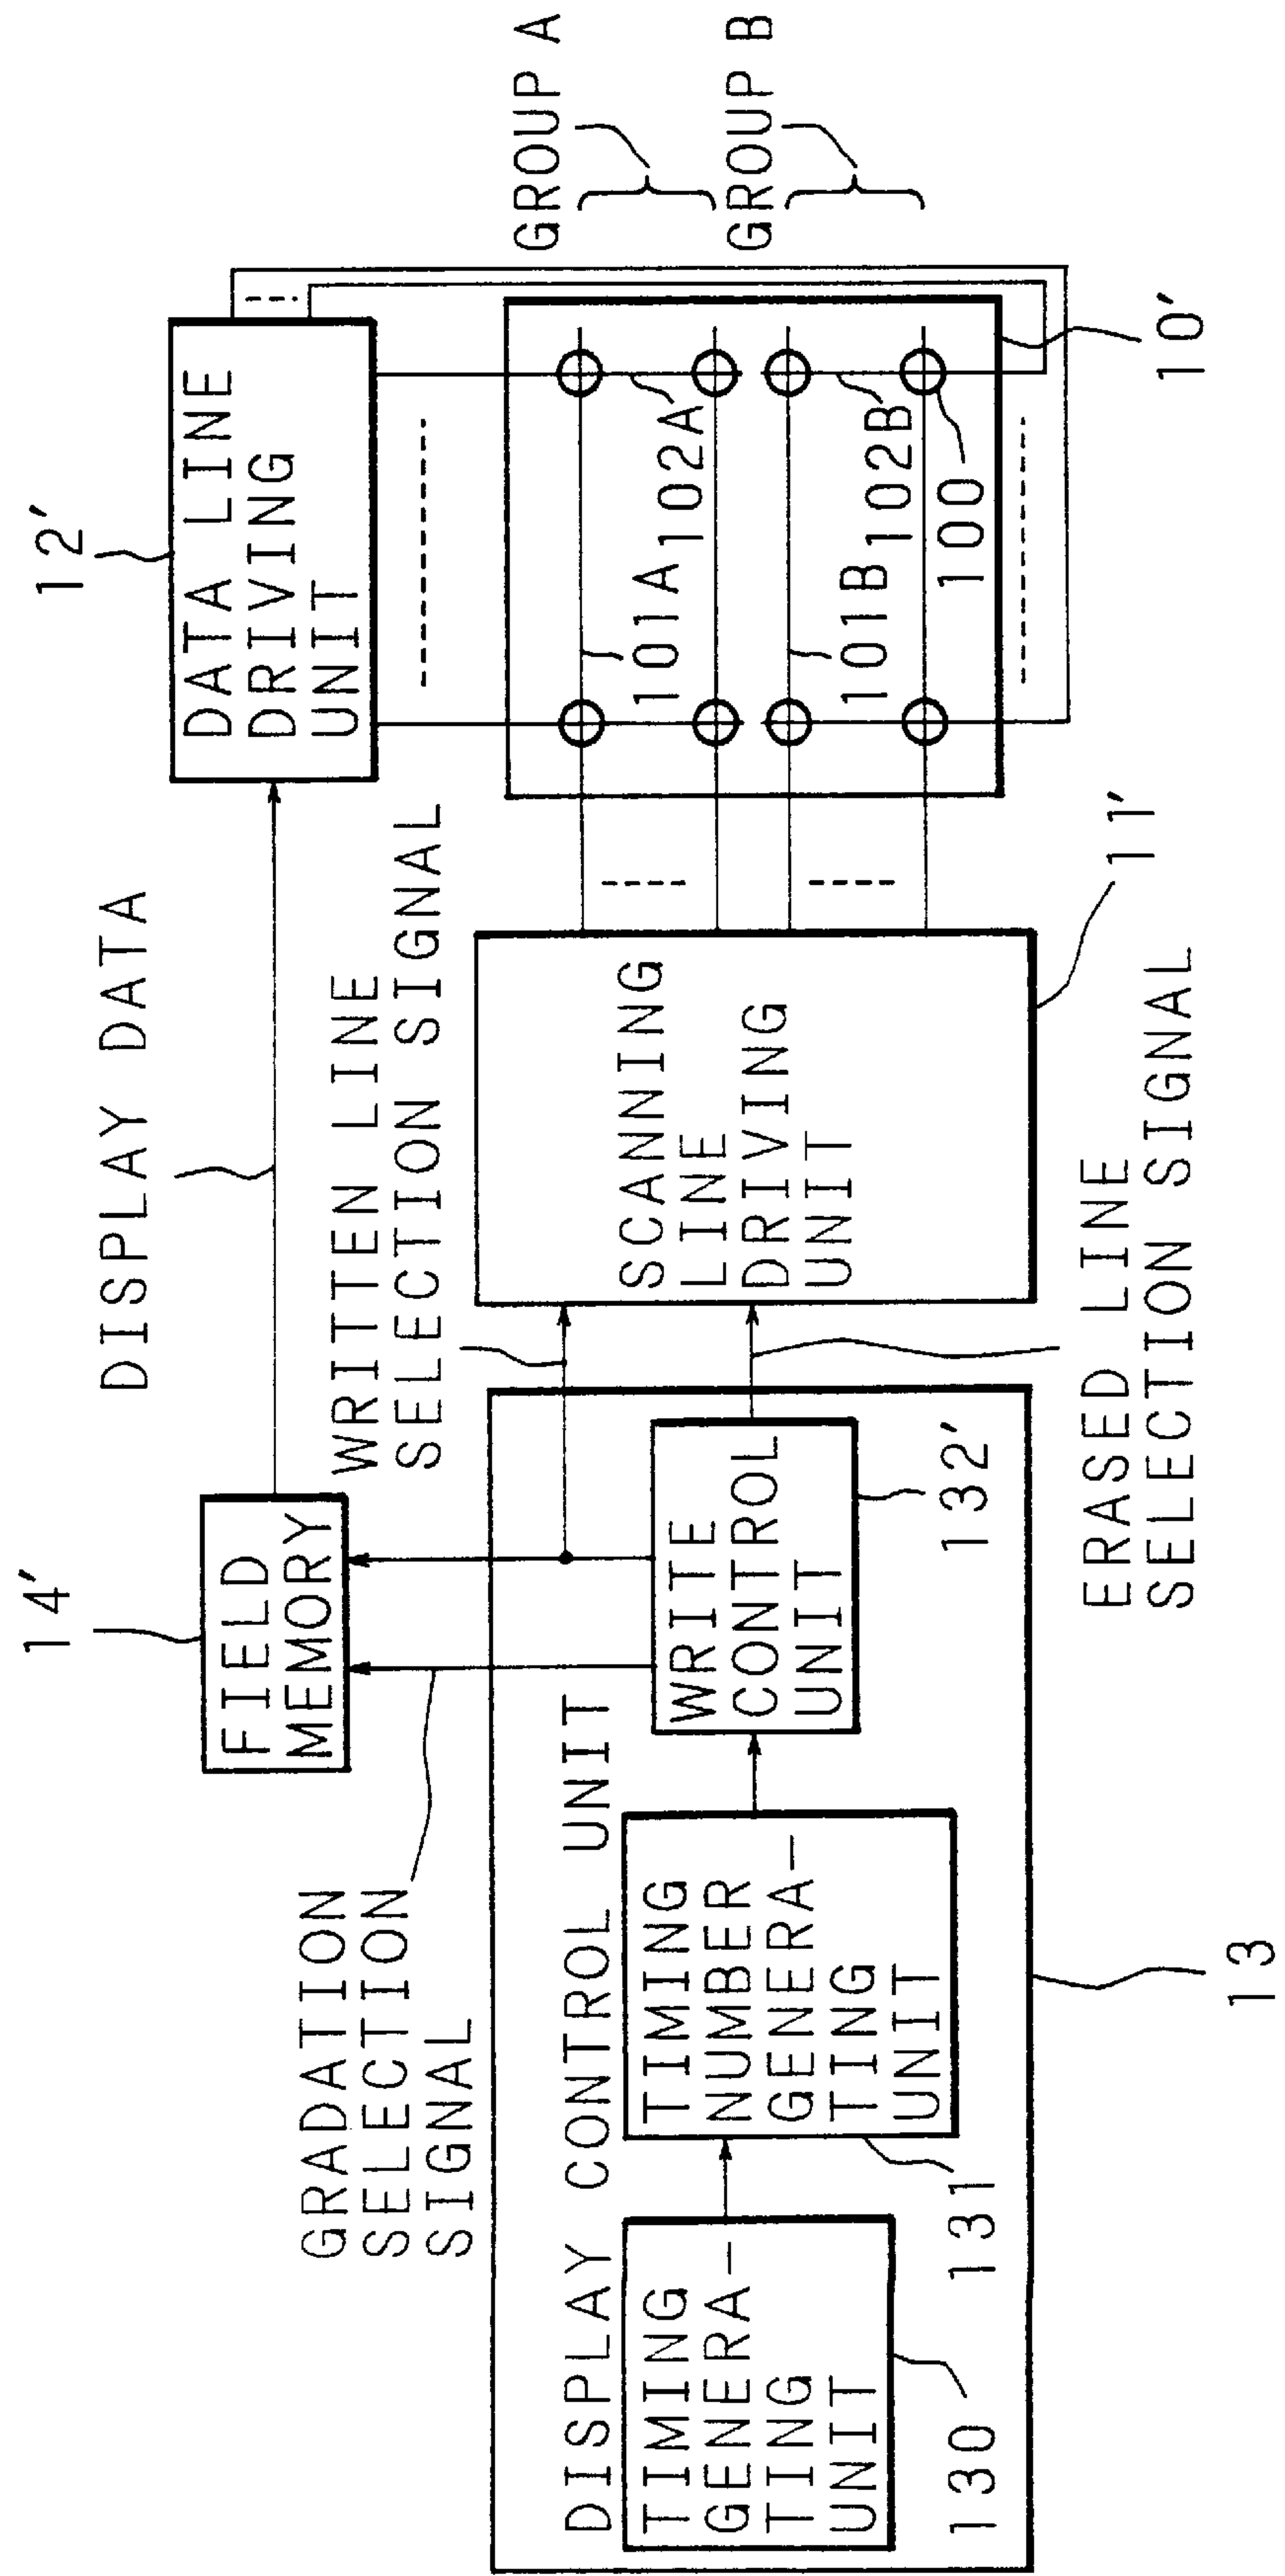 14'
12'
DISPLAY DATA
FIELD
MEMORY
DATA LINE
DRIVING
UNIT
GRADATION
SELECTION
SIGNAL
WRITTEN LINE
SELECTION SIGNAL
GROUP A
GROUP B
DISPLAY CONTROL UNIT
TIMING
GENERA-
TING
UNIT
TIMING
NUMBER
GENERA-
TING
UNIT
WRITE
CONTROL
UNIT
SCANNING
LINE
DRIVING
UNIT
101A
102A
101B
102B
100
130
131
132'
11'
10'
ERASED LINE
SELECTION SIGNAL
13